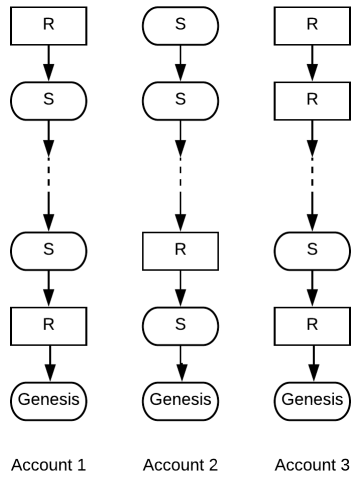 R S R
S S R
S R S
R S R
Genesis Genesis Genesis
Account 1 Account 2 Account 3